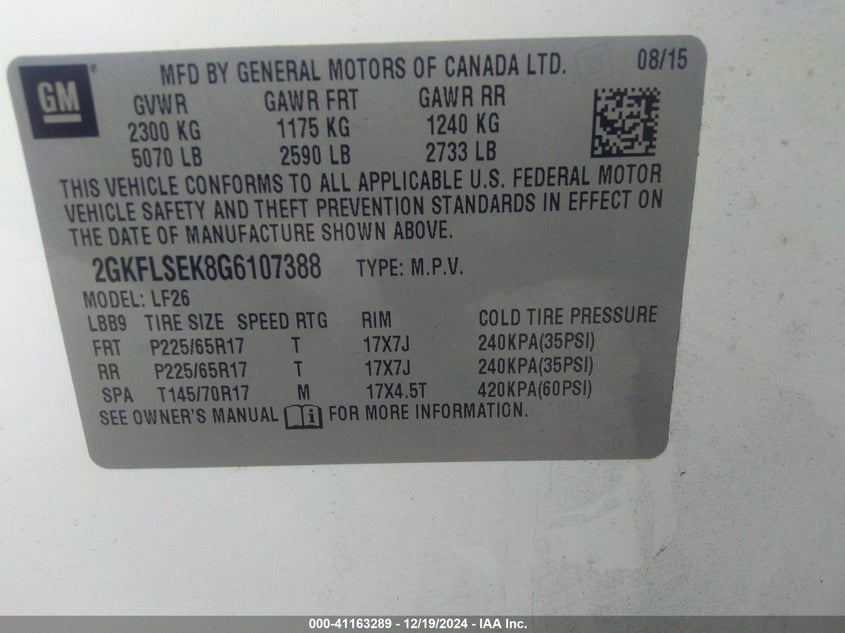 GM ®
MFD BY GENERAL MOTORS OF CANADA LTD. 08/15
GVWR GAWR FRT GAWR RR
2300 KG 1175 KG 1240 KG
5070 LB 2590 LB 2733 LB
THIS VEHICLE CONFORMS TO ALL APPLICABLE U.S. FEDERAL MOTOR
VEHICLE SAFETY AND THEFT PREVENTION STANDARDS IN EFFECT ON
THE DATE OF MANUFACTURE SHOWN ABOVE.
2GKFLSEK8G6107388 TYPE: M.P.V.
MODEL: LF26
LBB9 TIRE SIZE SPEED RTG RIM COLD TIRE PRESSURE
FRT P225/65R17 T 17X7J 240KPA(35PSI)
RR P225/65R17 T 17X7J 240KPA(35PSI)
SPA T145/70R17 M 17X4.5T 420KPA(60PSI)
SEE OWNER'S MANUAL i FOR MORE INFORMATION.
000-41163289 - 12/19/2024 - IAA Inc.